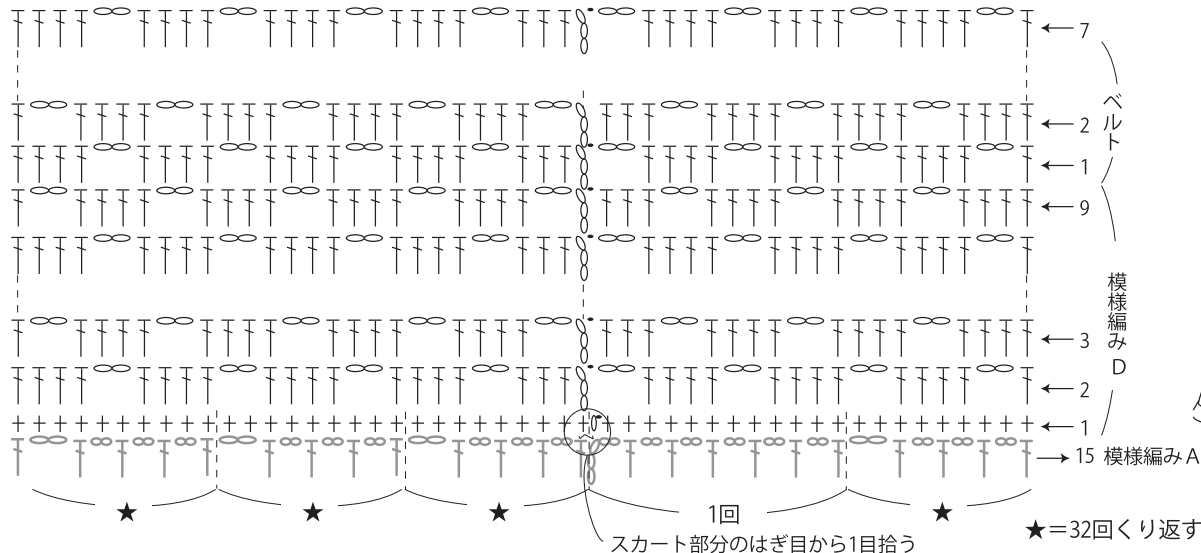 ←7
←2
ベルト
←1
←9
模様編みD
←3
←2
←1
→15 模様編みA
★ ★ ★ 1回 ★
★=32回くり返す
スカート部分のはぎ目から1目拾う